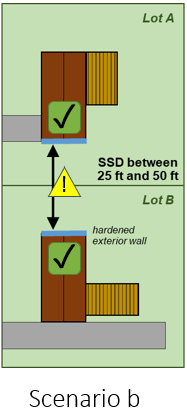 Lot A
SSD between
25 ft and 50 ft
!
Lot B
hardened
exterior wall
Scenario b